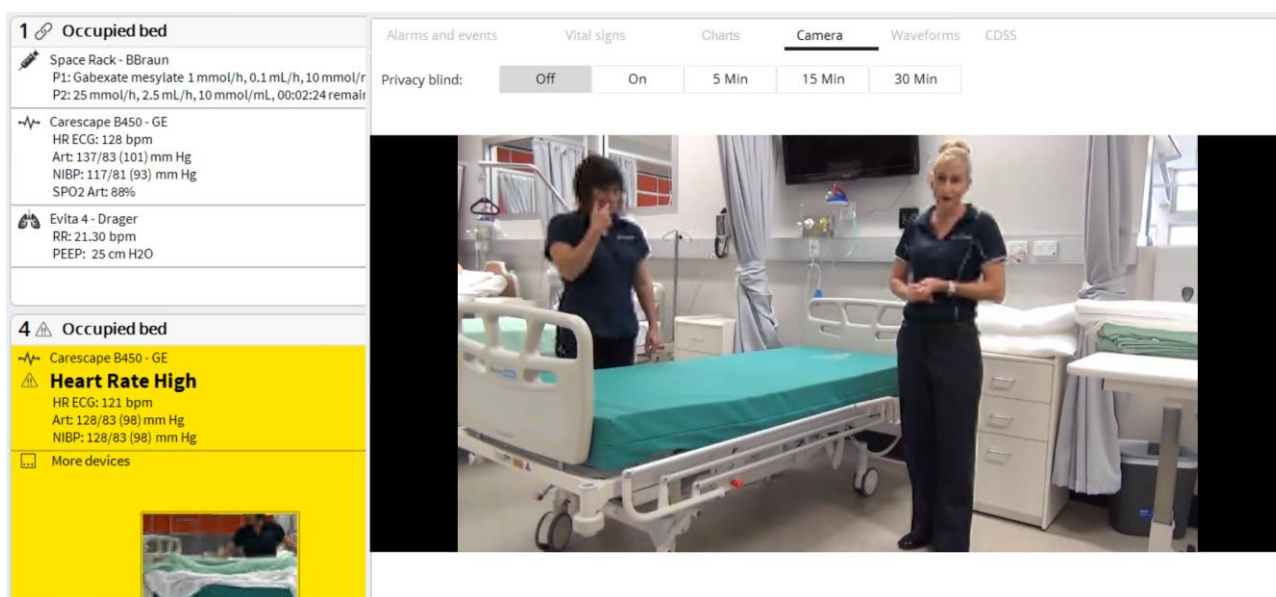 1 Occupied bed
Space Rack - BBraun
P1: Gabexate mesylate 1 mmol/h, 0.1 mL/h, 10 mmol/
P2: 25 mmol/h, 2.5 mL/h, 10 mmol/mL, 00:02:24 remai
Carescape B450 - GE
HR ECG: 128 bpm
Art: 137/83 (101) mm Hg
NIBP: 117/81 (93) mm Hg
SPO2 Art: 88%
Evita 4 - Drager
RR: 21.30 bpm
PEEP: 25 cm H2O
4 Occupied bed
Carescape B450 - GE
Heart Rate High
HR ECG: 121 bpm
Art: 128/83 (98) mm Hg
NIBP: 128/83 (98) mm Hg
More devices
Alarms and events Vital signs Charts Camera Waveforms CDSS
Privacy blind: Off On 5 Min 15 Min 30 Min